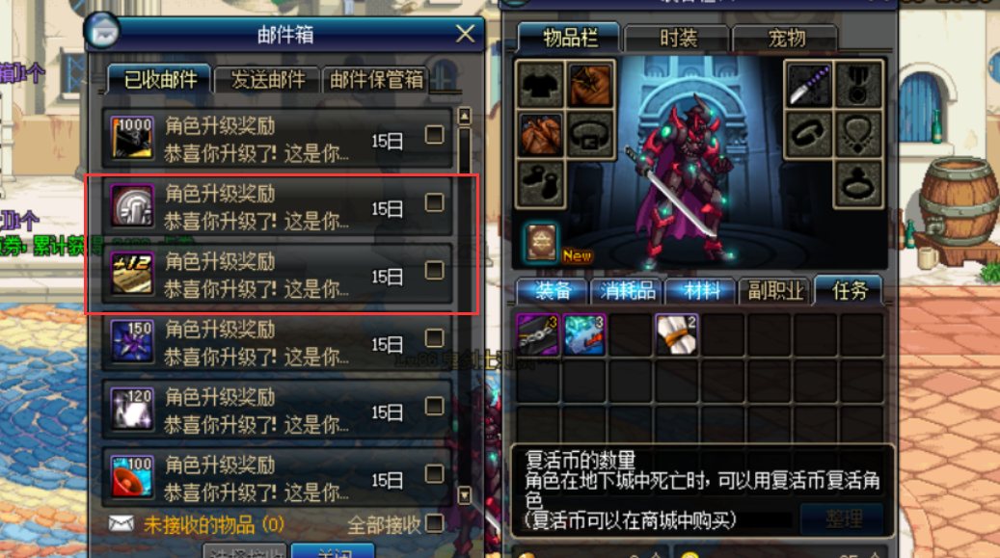 邮件箱
已收邮件 发送邮件 邮件保管箱
1000 角色升级奖励
恭喜你升级了! 这是你... 15日
角色升级奖励
恭喜你升级了! 这是你... 15日
+12 角色升级奖励
恭喜你升级了! 这是你... 15日
150 角色升级奖励
恭喜你升级了! 这是你... 15日
120 角色升级奖励
恭喜你升级了! 这是你... 15日
100 角色升级奖励
恭喜你升级了! 这是你... 15日
未接收的物品 (0) 全部接收
选择接收 关闭
箱]1个
]1个
券, 累计获得
物品栏 时装 宠物
New
装备 消耗品 材料 副职业 任务
3 3 2
复活币的数量
角色在地下城中死亡时, 可以用复活币复活角
色
(复活币可以在商城中购买)
整理